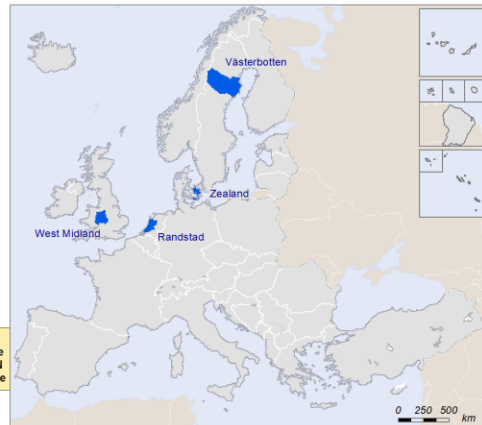 Västerbotten
Zealand
West Midland
Randstad
e
d
e
0 250 500
km